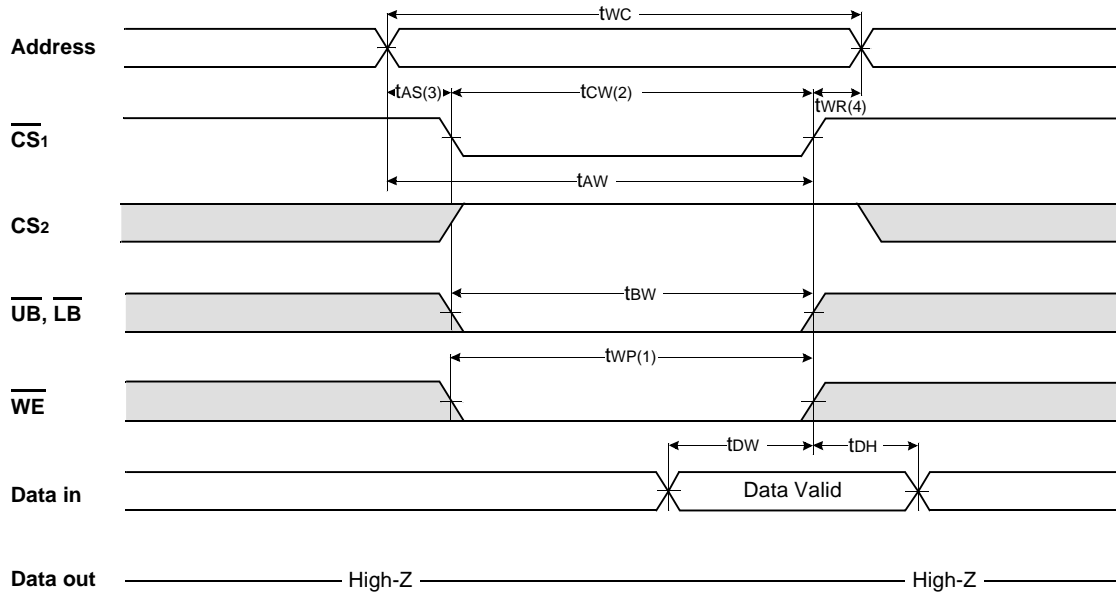 tWC
Address
tAS(3) tCW(2) tWR(4)
CS1
tAW
CS2
UB, LB
tBW
tWP(1)
WE
tDW tDH
Data in Data Valid
Data out High-Z High-Z